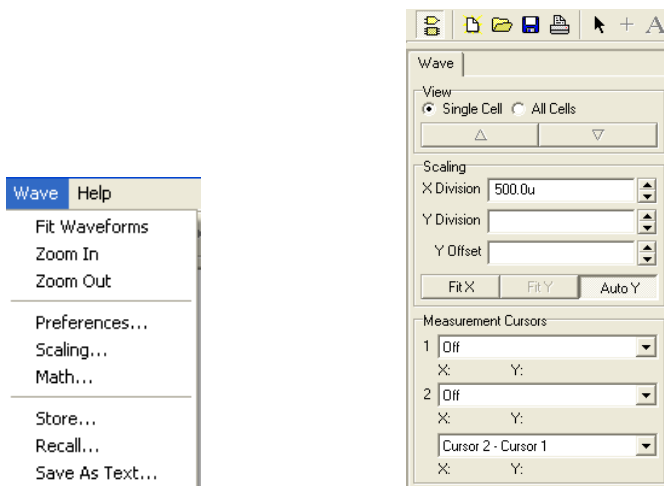 Wave Help
Fit Waveforms
Zoom In
Zoom Out
Preferences...
Scaling...
Math...
Store...
Recall...
Save As Text...
A
Wave
View
Single Cell All Cells
Scaling
X Division 500.0u
Y Division
Y Offset
Fit X Fit Y Auto Y
Measurement Cursors
1 Off
X: Y:
2 Off
X: Y:
Cursor 2 - Cursor 1
X: Y: